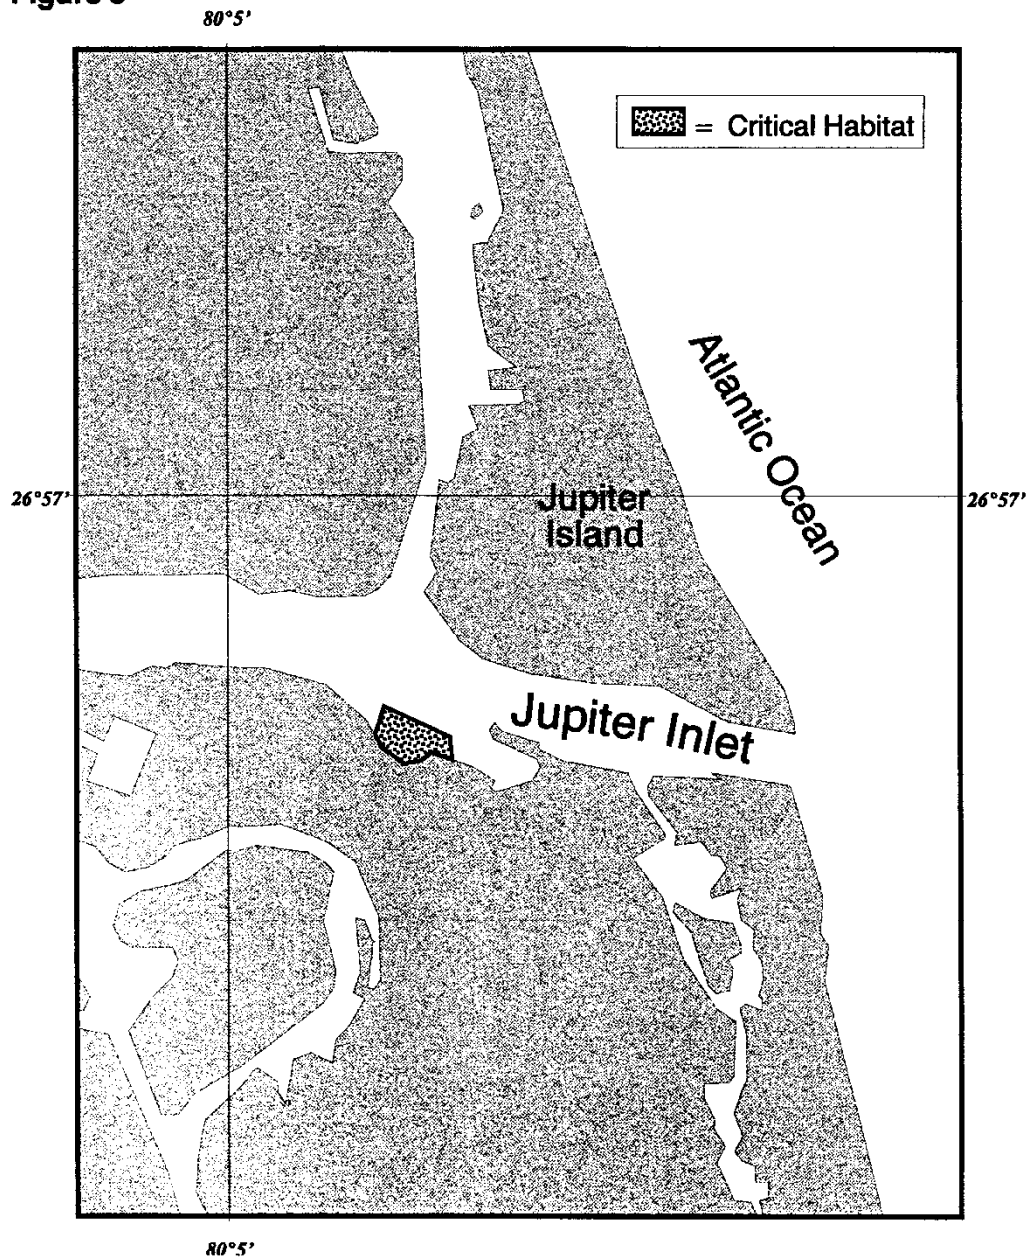 80°5'
= Critical Habitat
Atlantic Ocean
26°57'
26°57'
Jupiter
Island
Jupiter Inlet
80°5'